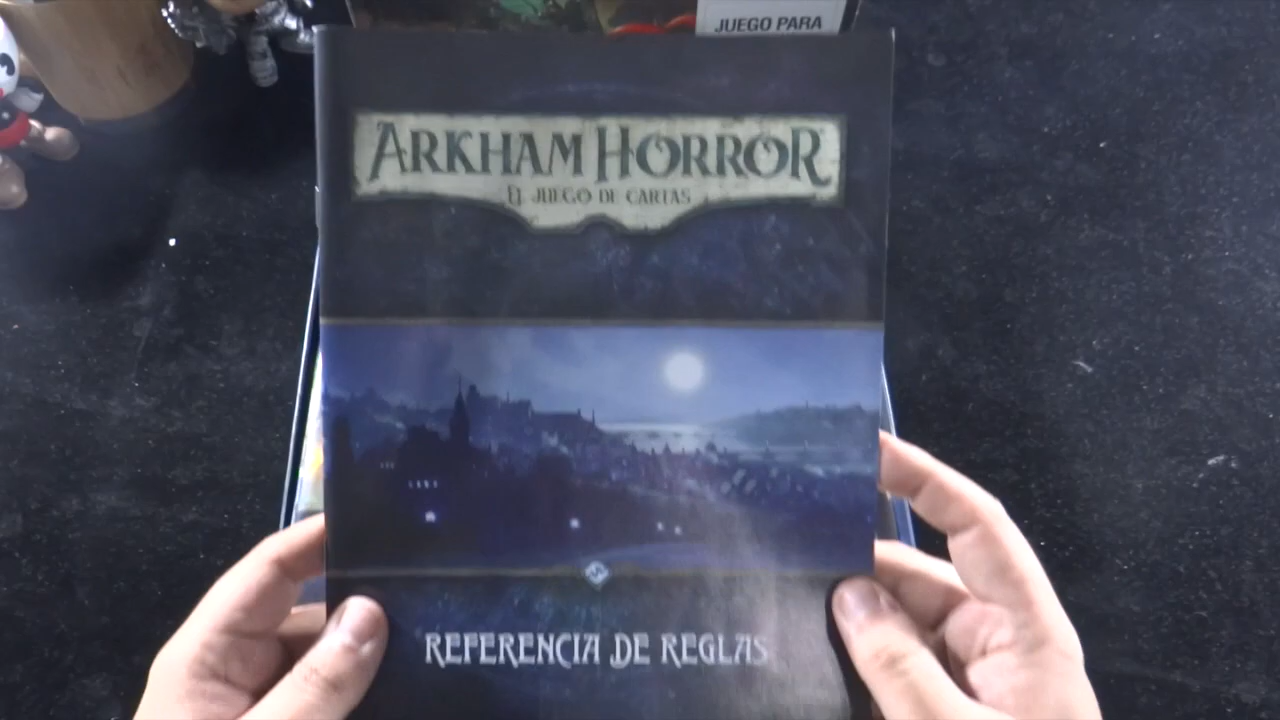 JUEGO PARA
ARKHAM HORROR
EL JUEGO DE CARTAS
REFERENCIA DE REGLAS